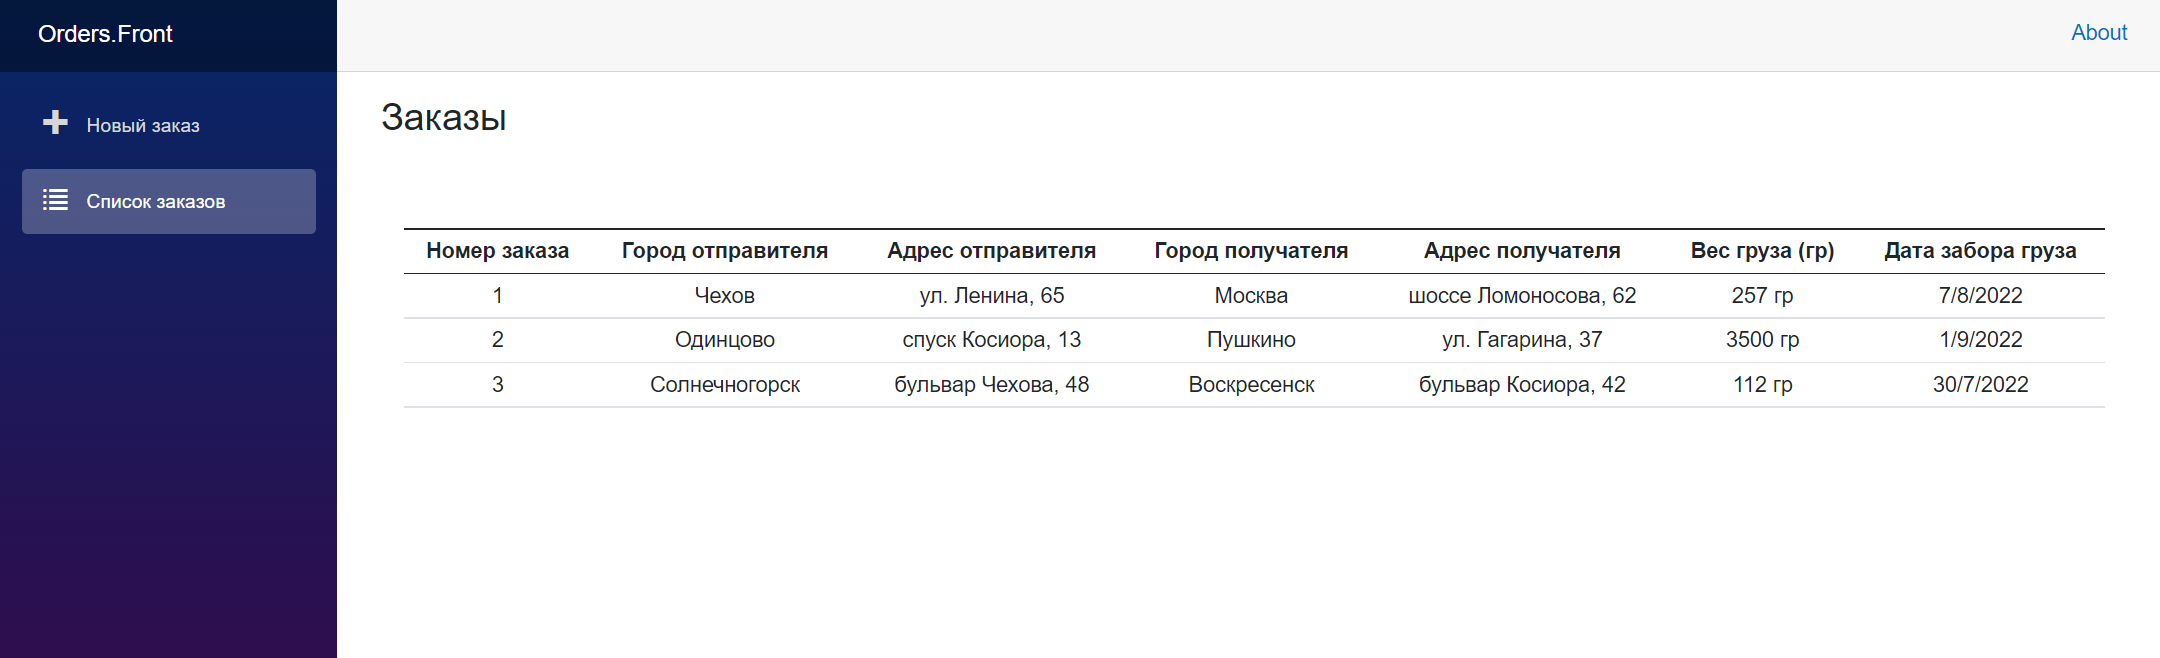 Orders.Front
About
Новый заказ
Список заказов
Заказы
Номер заказа Город отправителя Адрес отправителя Город получателя Адрес получателя Вес груза (гр) Дата забора груза
1 Чехов ул. Ленина, 65 Москва шоссе Ломоносова, 62 257 гр 7/8/2022
2 Одинцово спуск Косиора, 13 Пушкино ул. Гагарина, 37 3500 гр 1/9/2022
3 Солнечногорск бульвар Чехова, 48 Воскресенск бульвар Косиора, 42 112 гр 30/7/2022